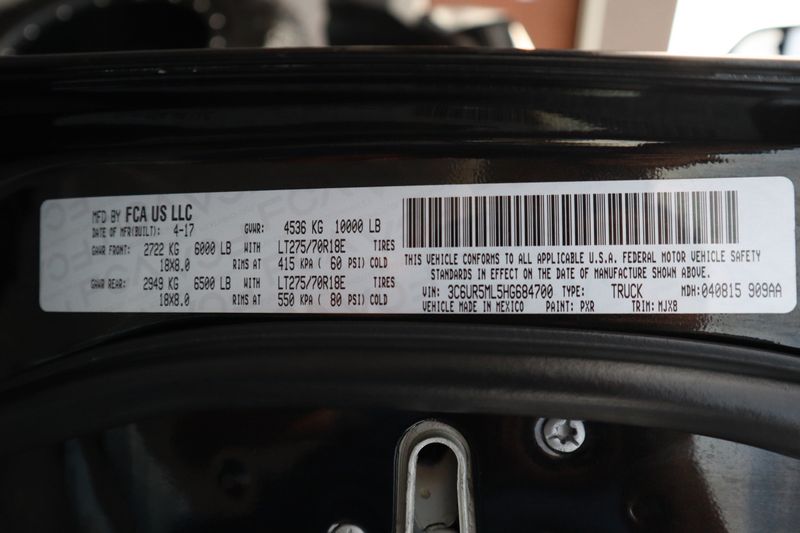 MFD BY FCA US LLC
DATE OF MFR(BUILT): 4-17 GVWR: 4536 KG 10000 LB
GAWR FRONT: 2722 KG 6000 LB WITH LT275/70R18E TIRES
18X8.0 RIMS AT 415 KPA ( 60 PSI) COLD
GAWR REAR: 2949 KG 6500 LB WITH LT275/70R18E TIRES
18X8.0 RIMS AT 550 KPA ( 80 PSI) COLD
THIS VEHICLE CONFORMS TO ALL APPLICABLE U.S.A. FEDERAL MOTOR VEHICLE SAFETY
STANDARDS IN EFFECT ON THE DATE OF MANUFACTURE SHOWN ABOVE.
VIN: 3C6UR5ML5HG684700 TYPE: TRUCK MDH: 040815 909AA
VEHICLE MADE IN MEXICO PAINT: PXR TRIM: MJX8